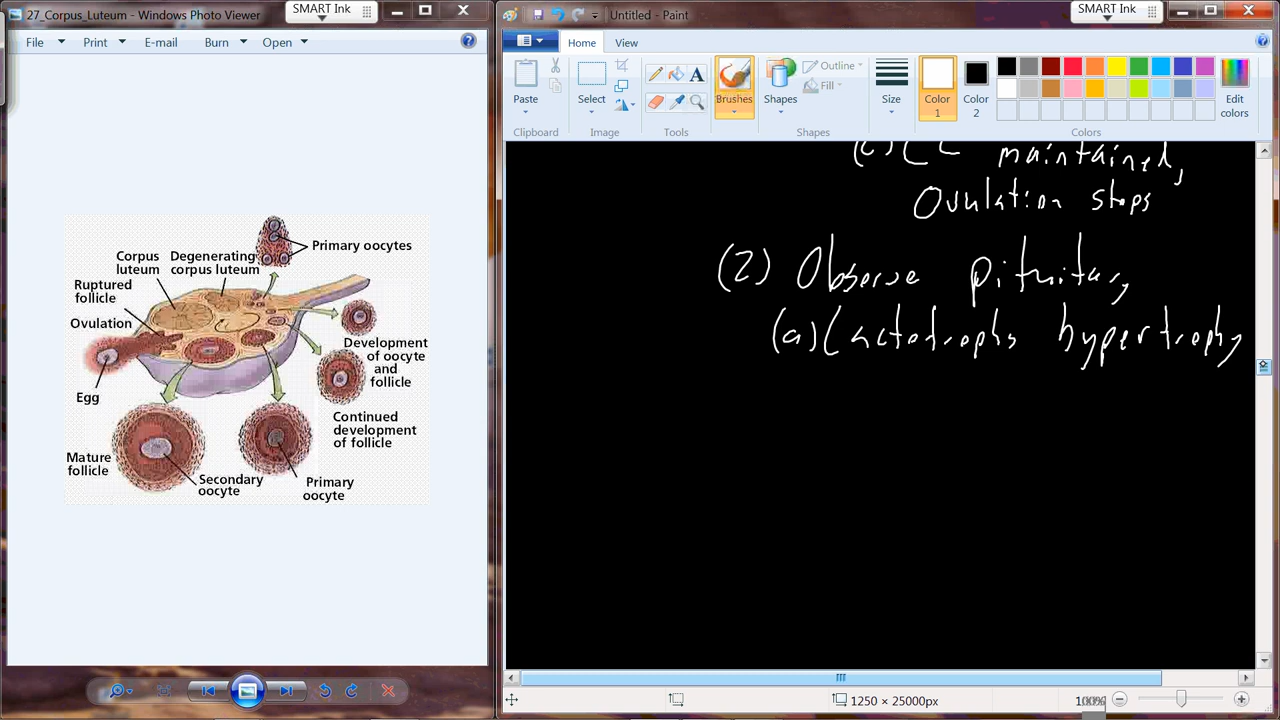 27_Corpus_Luteum - Windows Photo Viewer
SMART Ink
File Print E-mail Burn Open
Primary oocytes
Corpus luteum
Degenerating corpus luteum
Ruptured follicle
Ovulation
Egg
Development of oocyte and follicle
Continued development of follicle
Mature follicle
Secondary oocyte
Primary oocyte
Untitled - Paint
SMART Ink
Home View
Paste
Select
Brushes
Shapes
Outline
Fill
Size
Color 1
Color 2
Edit colors
Clipboard Image Tools Shapes Colors
maintained,
Ovulation stops
(2) Observe pituitary
(a) Lactotrophs hypertrophy
1250 × 25000px
100%